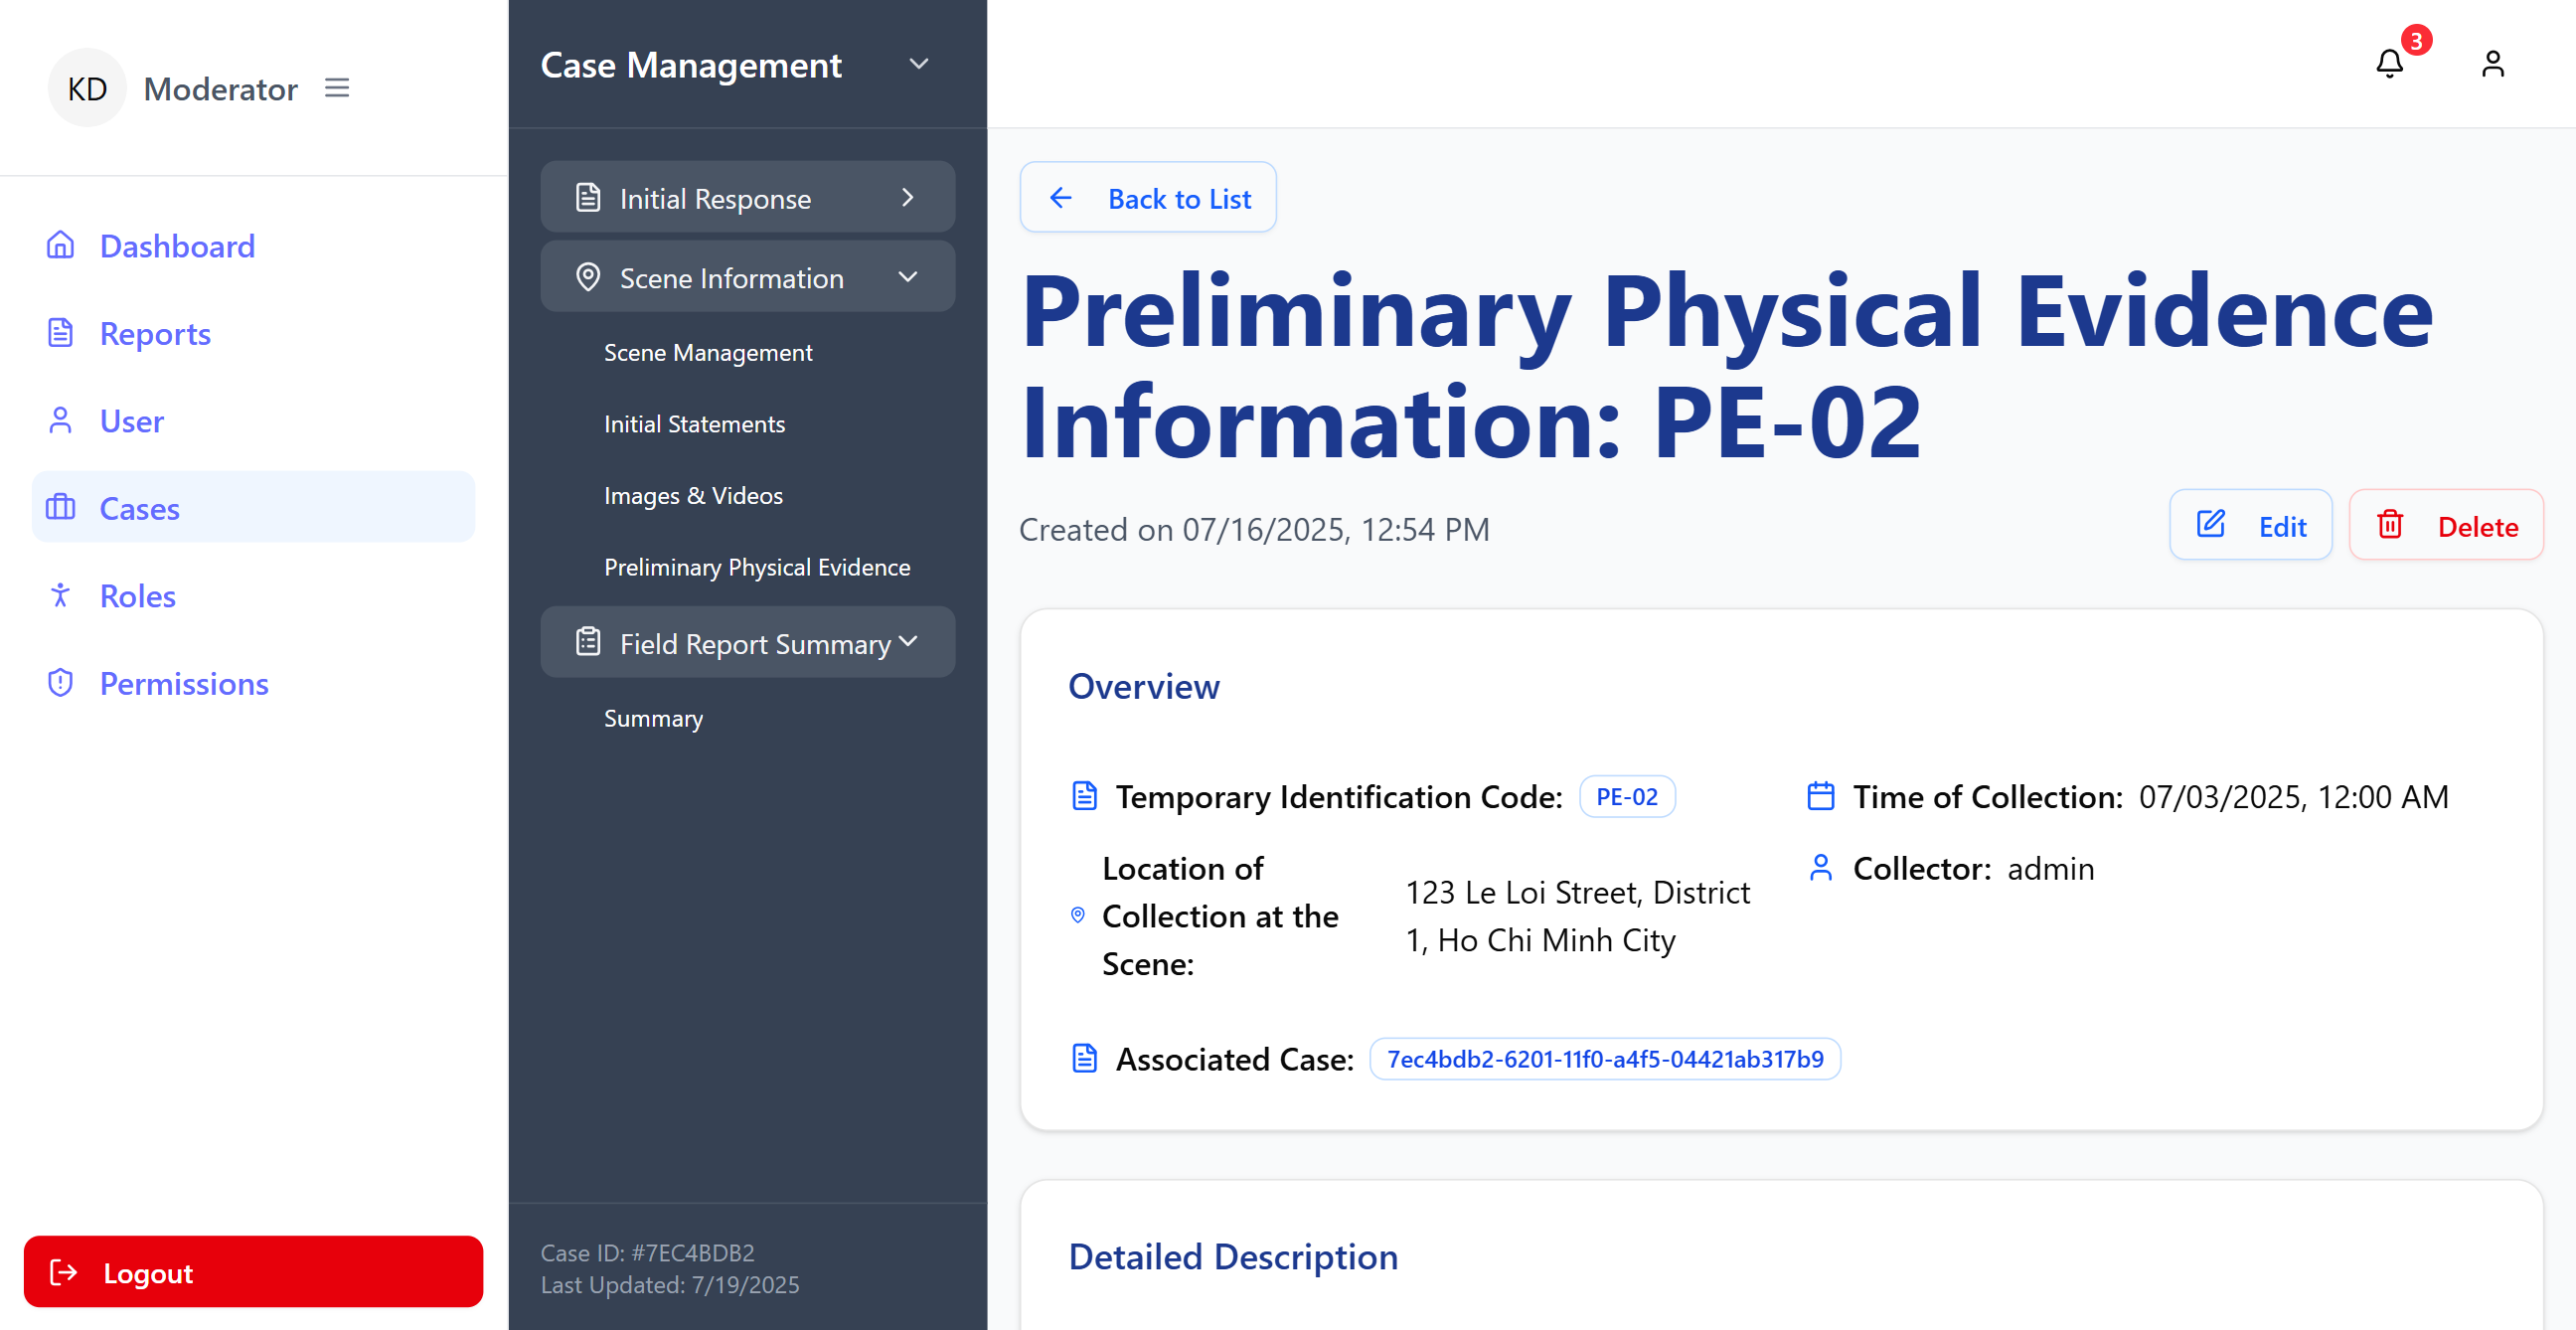 KD Moderator
Dashboard
Reports
User
Cases
Roles
Permissions
Logout
Case Management
Initial Response
Scene Information
Scene Management
Initial Statements
Images & Videos
Preliminary Physical Evidence
Field Report Summary
Summary
Case ID: #7EC4BDB2
Last Updated: 7/19/2025
3
Back to List
Preliminary Physical Evidence
Information: PE-02
Created on 07/16/2025, 12:54 PM
Edit
Delete
Overview
Temporary Identification Code: PE-02
Time of Collection: 07/03/2025, 12:00 AM
Location of
Collection at the
Scene:
123 Le Loi Street, District
1, Ho Chi Minh City
Collector: admin
Associated Case: 7ec4bdb2-6201-11f0-a4f5-04421ab317b9
Detailed Description